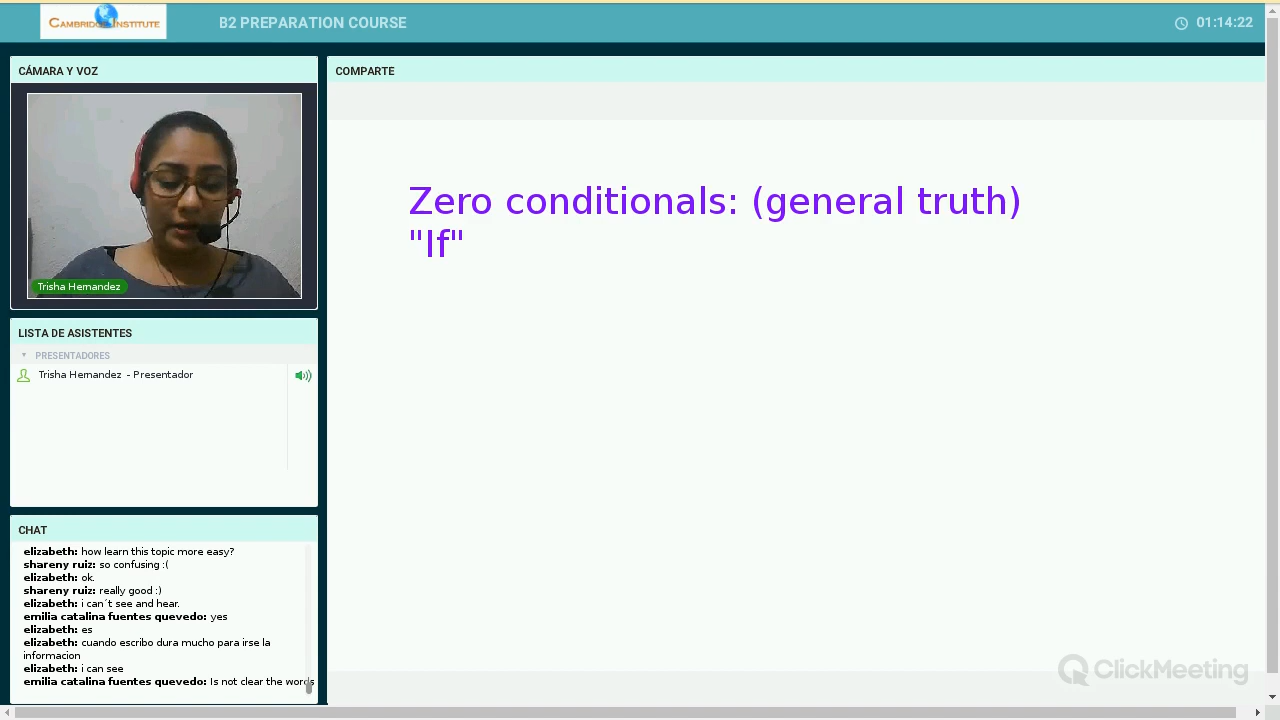 CAMBRIDGE INSTITUTE
B2 PREPARATION COURSE
01:14:22
CÁMARA Y VOZ
COMPARTE
Zero conditionals: (general truth)
"If"
Trisha Hernandez
LISTA DE ASISTENTES
PRESENTADORES
Trisha Hernandez - Presentador
CHAT
elizabeth: how learn this topic more easy?
shareny ruiz: so confusing :(
elizabeth: ok.
shareny ruiz: really good :)
elizabeth: i can´t see and hear.
emilia catalina fuentes quevedo: yes
elizabeth: es
elizabeth: cuando escribo dura mucho para irse la
informacion
elizabeth: i can see
emilia catalina fuentes quevedo: Is not clear the words
ClickMeeting